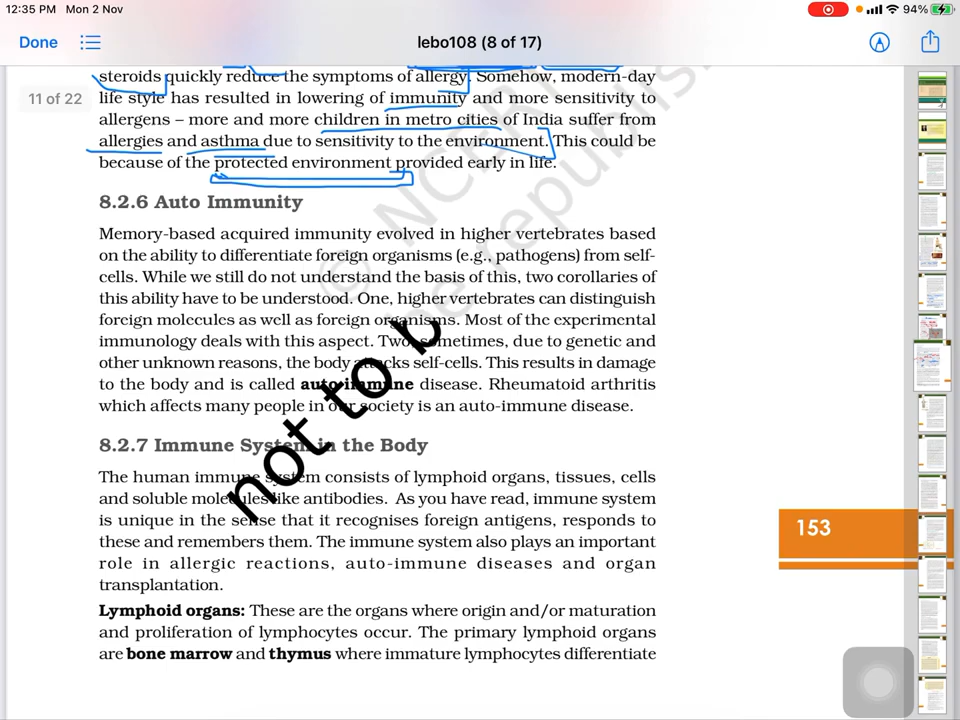 12:35 PM Mon 2 Nov
94%
Done
lebo108 (8 of 17)
11 of 22
steroids quickly reduce the symptoms of allergy. Somehow, modern-day
life style has resulted in lowering of immunity and more sensitivity to
allergens – more and more children in metro cities of India suffer from
allergies and asthma due to sensitivity to the environment. This could be
because of the protected environment provided early in life.
8.2.6 Auto Immunity
Memory-based acquired immunity evolved in higher vertebrates based
on the ability to differentiate foreign organisms (e.g., pathogens) from self-
cells. While we still do not understand the basis of this, two corollaries of
this ability have to be understood. One, higher vertebrates can distinguish
foreign molecules as well as foreign organisms. Most of the experimental
immunology deals with this aspect. Two, sometimes, due to genetic and
other unknown reasons, the body attacks self-cells. This results in damage
to the body and is called auto-immune disease. Rheumatoid arthritis
which affects many people in our society is an auto-immune disease.
8.2.7 Immune System in the Body
The human immune system consists of lymphoid organs, tissues, cells
and soluble molecules like antibodies. As you have read, immune system
is unique in the sense that it recognises foreign antigens, responds to
these and remembers them. The immune system also plays an important
role in allergic reactions, auto-immune diseases and organ
transplantation.
Lymphoid organs: These are the organs where origin and/or maturation
and proliferation of lymphocytes occur. The primary lymphoid organs
are bone marrow and thymus where immature lymphocytes differentiate
153
© NCERT
not to be republis